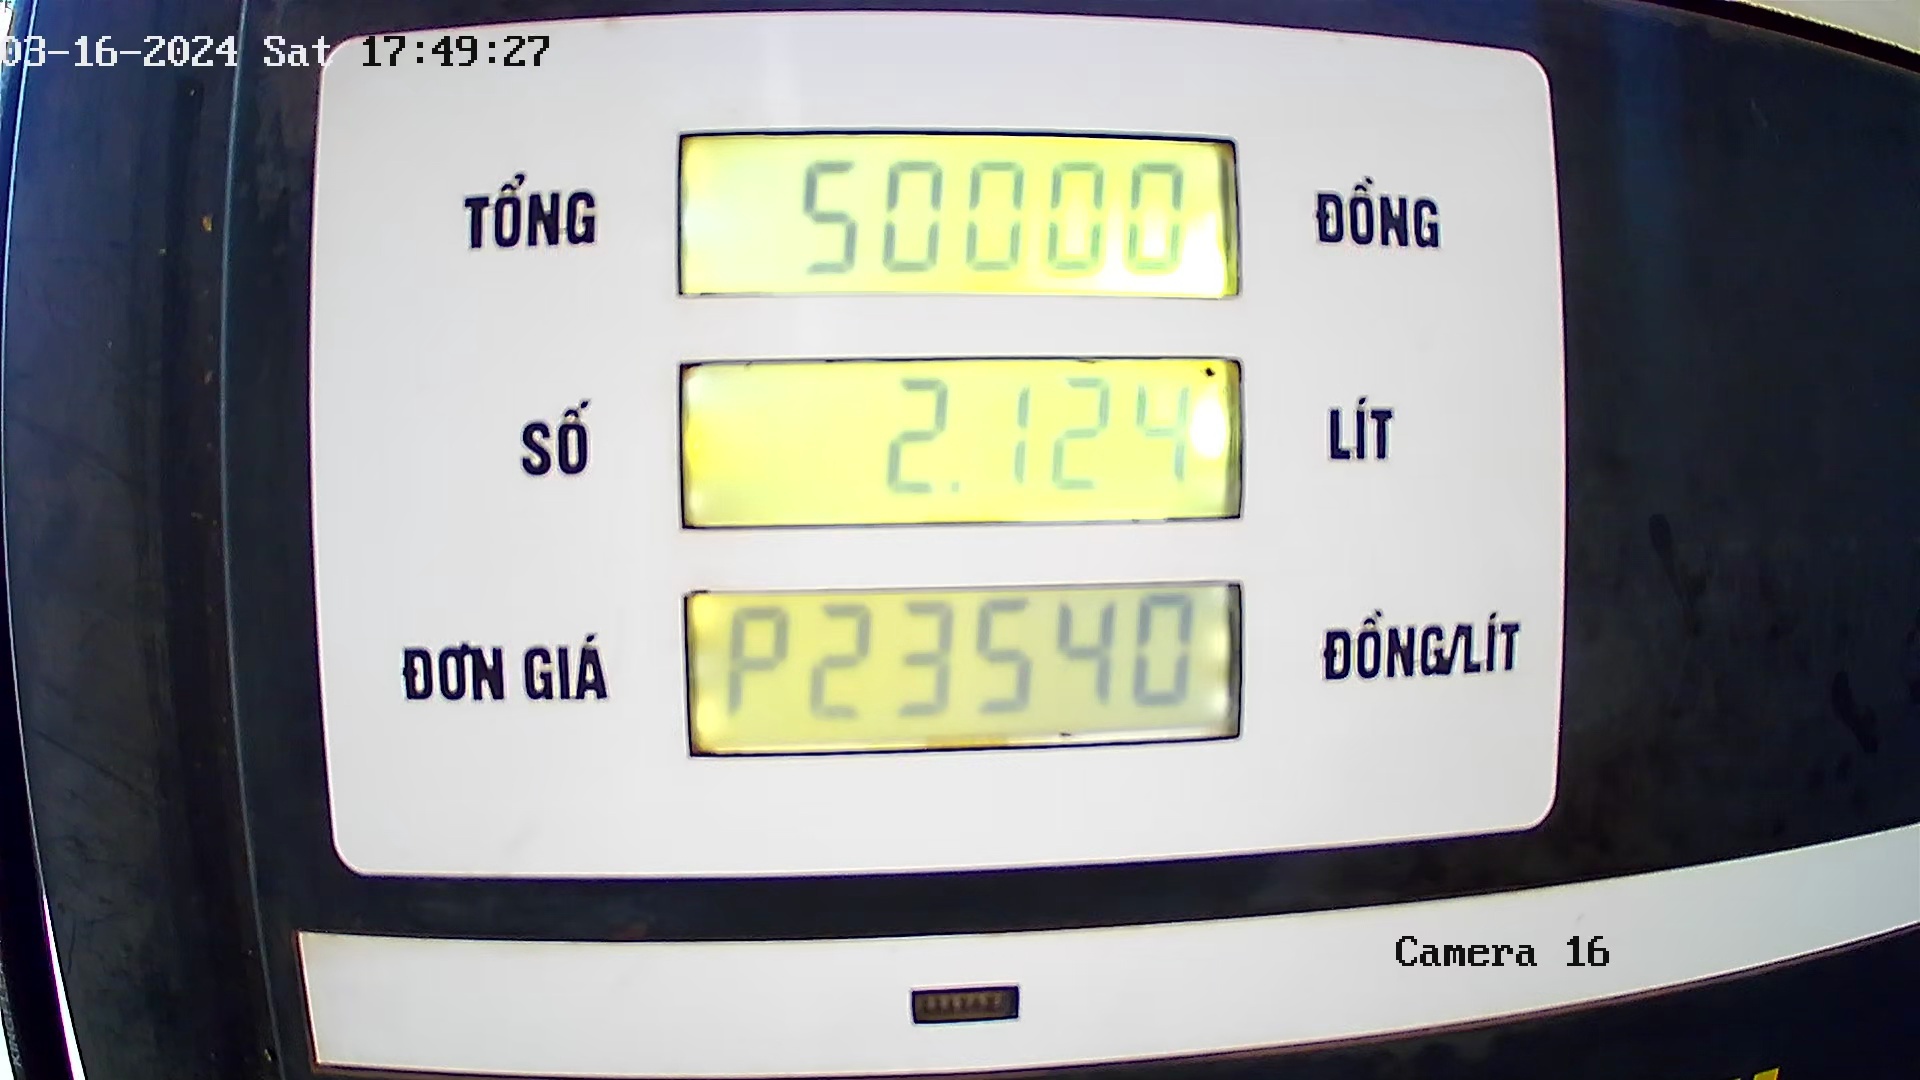 03-16-2024 Sat 17:49:27
TỔNG 50000 ĐỒNG
SỐ 2.124 LÍT
ĐƠN GIÁ P23540 ĐỒNG/LÍT
Camera 16